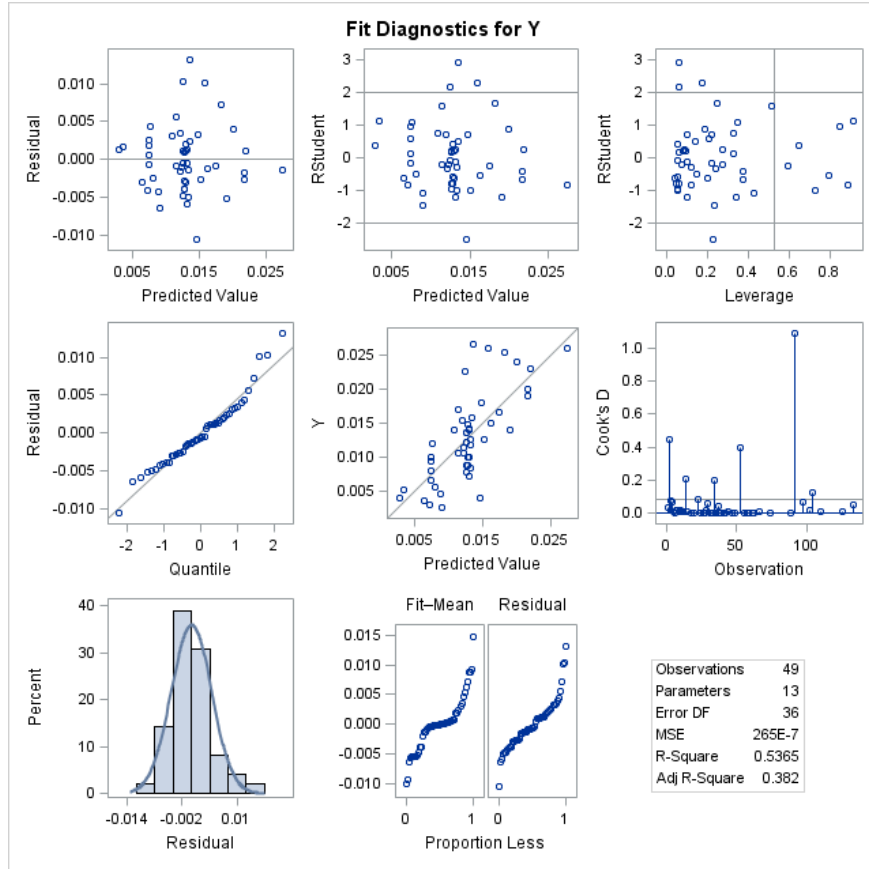 Fit Diagnostics for Y
Residual
0.010
0.005
0.000
-0.005
-0.010
0.005 0.015 0.025
Predicted Value
RStudent
3
2
1
0
-1
-2
0.005 0.015 0.025
Predicted Value
RStudent
3
2
1
0
-1
-2
0.0 0.2 0.4 0.6 0.8
Leverage
Residual
0.010
0.005
0.000
-0.005
-0.010
-2 -1 0 1 2
Quantile
Y
0.025
0.020
0.015
0.010
0.005
0.005 0.015 0.025
Predicted Value
Cook's D
1.0
0.8
0.6
0.4
0.2
0.0
0 50 100
Observation
Percent
40
30
20
10
0
-0.014 -0.002 0.01
Residual
Fit–Mean Residual
0.015
0.010
0.005
0.000
-0.005
-0.010
0 1 0 1
Proportion Less
Observations 49
Parameters 13
Error DF 36
MSE 265E-7
R-Square 0.5365
Adj R-Square 0.382